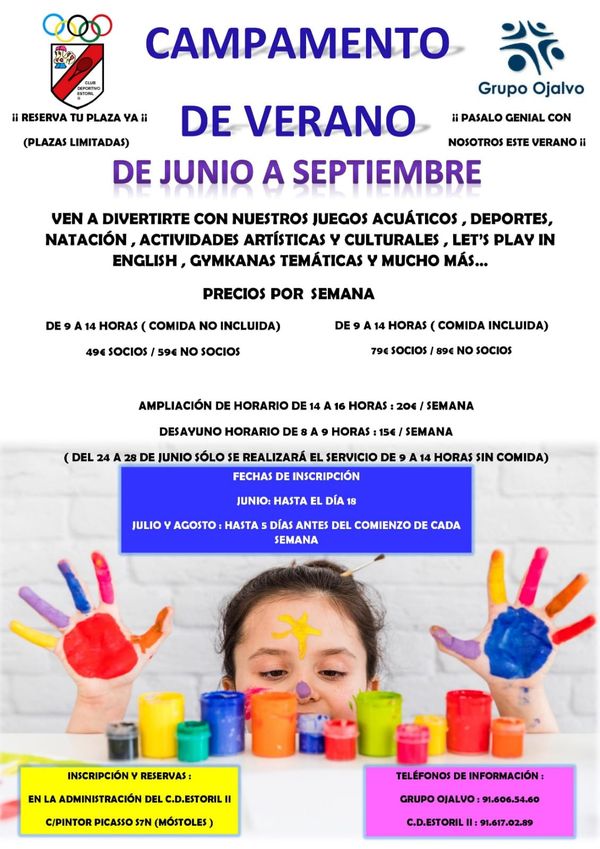 CAMPAMENTO
DE VERANO
DE JUNIO A SEPTIEMBRE
CLUB
DEPORTIVO
ESTORIL
II
Grupo Ojalvo
¡¡ RESERVA TU PLAZA YA ¡¡
(PLAZAS LIMITADAS)
¡¡ PASALO GENIAL CON
NOSOTROS ESTE VERANO ¡¡
VEN A DIVERTIRTE CON NUESTROS JUEGOS ACUÁTICOS , DEPORTES,
NATACIÓN , ACTIVIDADES ARTÍSTICAS Y CULTURALES , LET'S PLAY IN
ENGLISH , GYMKANAS TEMÁTICAS Y MUCHO MÁS...
PRECIOS POR SEMANA
DE 9 A 14 HORAS ( COMIDA NO INCLUIDA)
49€ SOCIOS / 59€ NO SOCIOS
DE 9 A 14 HORAS ( COMIDA INCLUIDA)
79€ SOCIOS / 89€ NO SOCIOS
AMPLIACIÓN DE HORARIO DE 14 A 16 HORAS : 20€ / SEMANA
DESAYUNO HORARIO DE 8 A 9 HORAS : 15€ / SEMANA
( DEL 24 A 28 DE JUNIO SÓLO SE REALIZARÁ EL SERVICIO DE 9 A 14 HORAS SIN COMIDA)
FECHAS DE INSCRIPCIÓN
JUNIO: HASTA EL DÍA 18
JULIO Y AGOSTO : HASTA 5 DÍAS ANTES DEL COMIENZO DE CADA
SEMANA
INSCRIPCIÓN Y RESERVAS :
EN LA ADMINISTRACIÓN DEL C.D.ESTORIL II
C/PINTOR PICASSO S7N (MÓSTOLES )
TELÉFONOS DE INFORMACIÓN :
GRUPO OJALVO : 91.606.54.60
C.D.ESTORIL II : 91.617.02.89